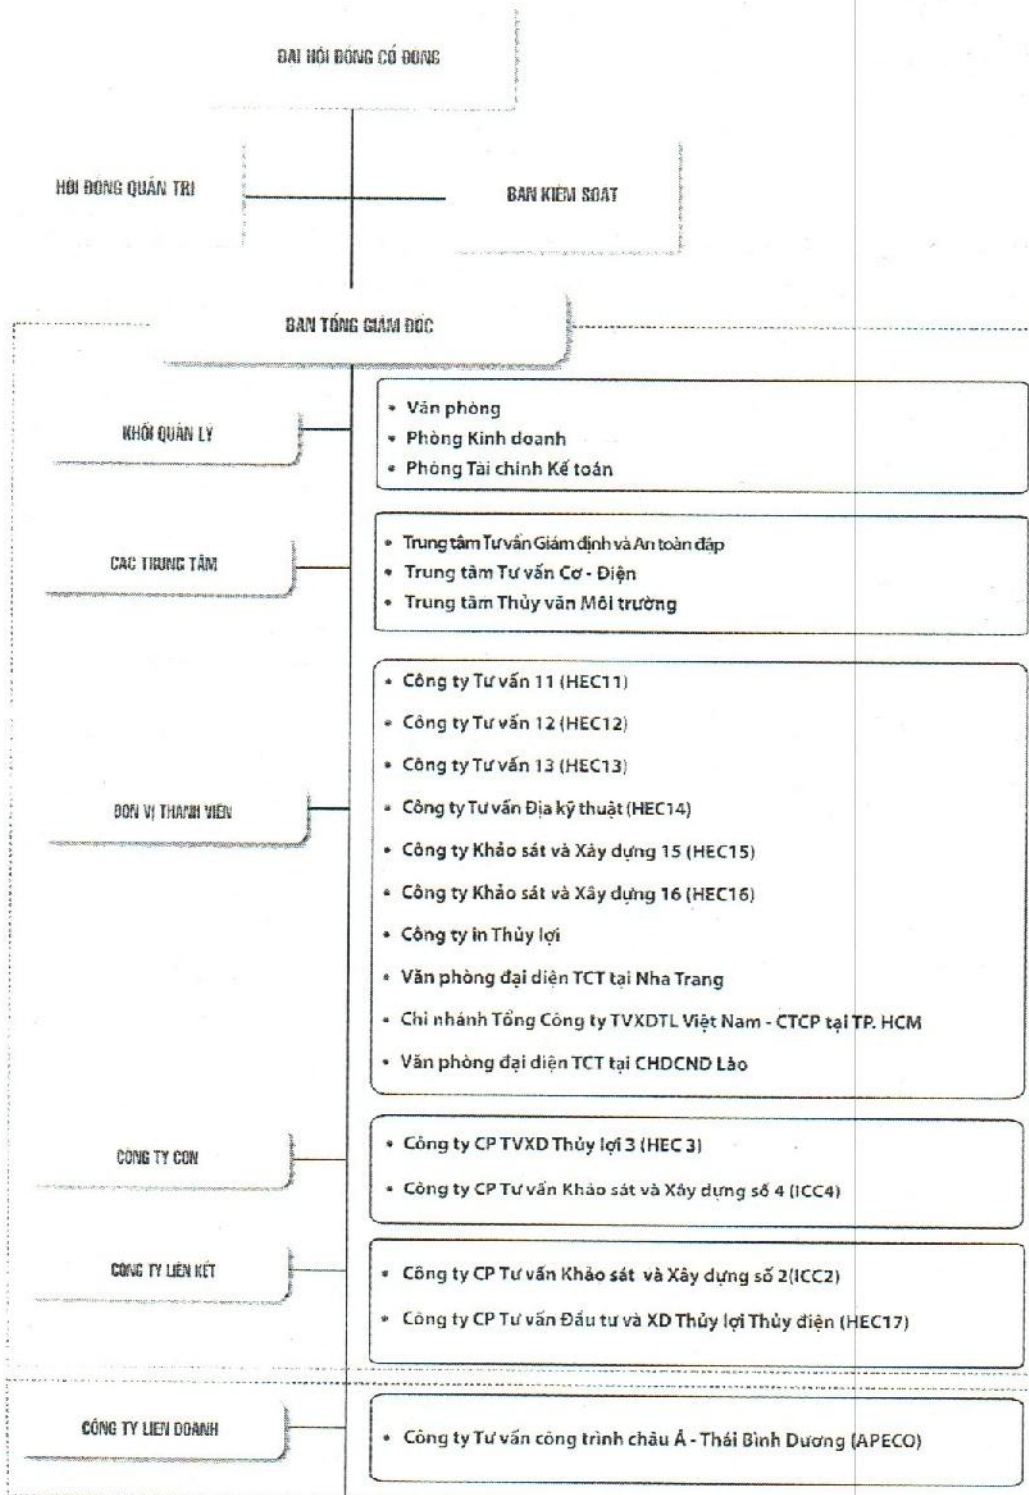 ĐẠI HỘI ĐỒNG CỔ ĐÔNG
HỘI ĐỒNG QUẢN TRỊ
BAN KIỂM SOÁT
BAN TỔNG GIÁM ĐỐC
KHỐI QUẢN LÝ
• Văn phòng
• Phòng Kinh doanh
• Phòng Tài chính Kế toán
CÁC TRUNG TÂM
• Trung tâm Tư vấn Giám định và An toàn đập
• Trung tâm Tư vấn Cơ - Điện
• Trung tâm Thủy văn Môi trường
ĐƠN VỊ THÀNH VIÊN
• Công ty Tư vấn 11 (HEC11)
• Công ty Tư vấn 12 (HEC12)
• Công ty Tư vấn 13 (HEC13)
• Công ty Tư vấn Địa kỹ thuật (HEC14)
• Công ty Khảo sát và Xây dựng 15 (HEC15)
• Công ty Khảo sát và Xây dựng 16 (HEC16)
• Công ty in Thủy lợi
• Văn phòng đại diện TCT tại Nha Trang
• Chi nhánh Tổng Công ty TVXDTL Việt Nam - CTCP tại TP. HCM
• Văn phòng đại diện TCT tại CHDCND Lào
CÔNG TY CON
• Công ty CP TVXD Thủy lợi 3 (HEC 3)
• Công ty CP Tư vấn Khảo sát và Xây dựng số 4 (ICC4)
CÔNG TY LIÊN KẾT
• Công ty CP Tư vấn Khảo sát và Xây dựng số 2(ICC2)
• Công ty CP Tư vấn Đầu tư và XD Thủy lợi Thủy điện (HEC17)
CÔNG TY LIÊN DOANH
• Công ty Tư vấn công trình châu Á - Thái Bình Dương (APECO)